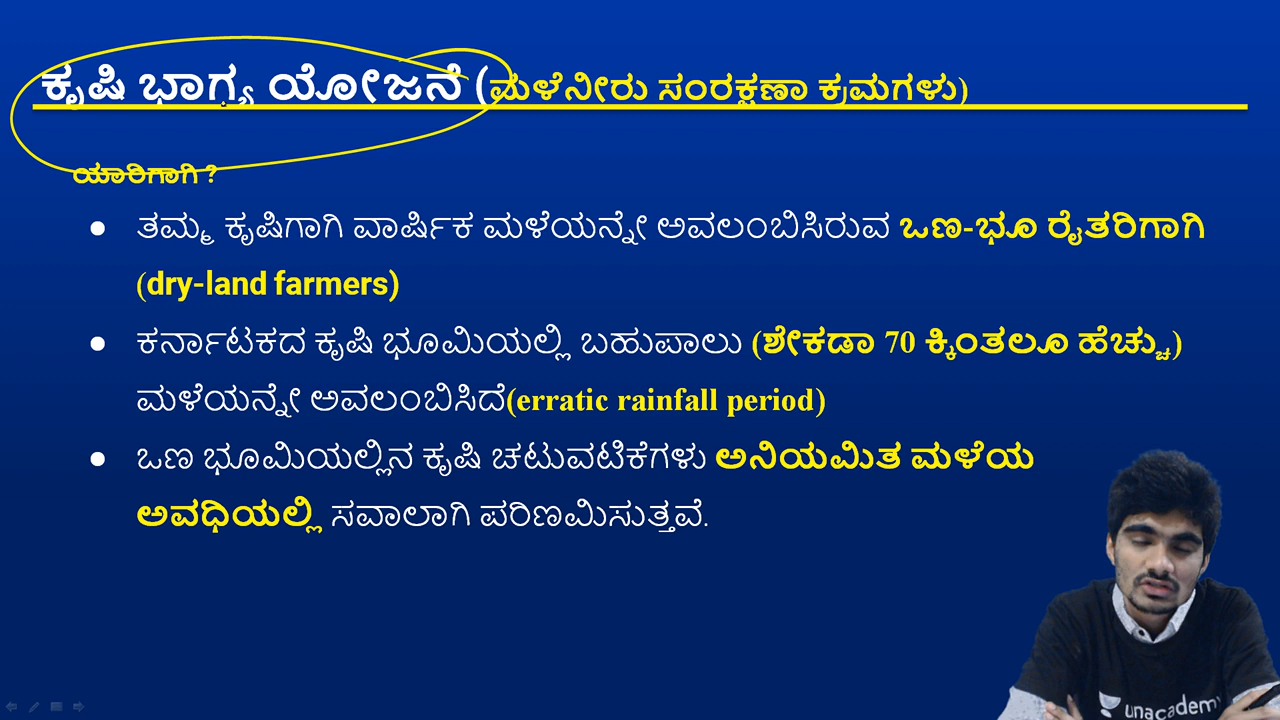 ಕೃಷಿ ಭಾಗ್ಯ ಯೋಜನೆ (ಮಳೆನೀರು ಸಂರಕ್ಷಣಾ ಕ್ರಮಗಳು)
ಯಾರಿಗಾಗಿ ?
● ತಮ್ಮ ಕೃಷಿಗಾಗಿ ವಾರ್ಷಿಕ ಮಳೆಯನ್ನೇ ಅವಲಂಬಿಸಿರುವ ಒಣ-ಭೂ ರೈತರಿಗಾಗಿ
(dry-land farmers)
● ಕರ್ನಾಟಕದ ಕೃಷಿ ಭೂಮಿಯಲ್ಲಿ ಬಹುಪಾಲು (ಶೇಕಡಾ 70 ಕ್ಕಿಂತಲೂ ಹೆಚ್ಚು)
ಮಳೆಯನ್ನೇ ಅವಲಂಬಿಸಿದೆ(erratic rainfall period)
● ಒಣ ಭೂಮಿಯಲ್ಲಿನ ಕೃಷಿ ಚಟುವಟಿಕೆಗಳು ಅನಿಯಮಿತ ಮಳೆಯ
ಅವಧಿಯಲ್ಲಿ ಸವಾಲಾಗಿ ಪರಿಣಮಿಸುತ್ತವೆ.
unacademy